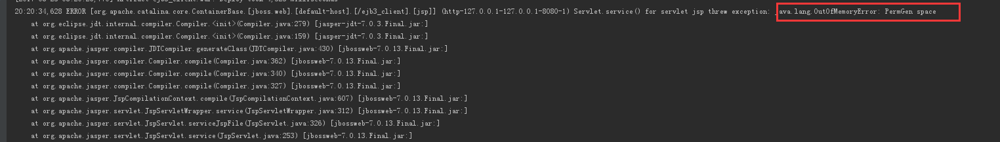 20:20:34,628 ERROR [org.apache.catalina.core.ContainerBase.[jboss.web].[default-host].[/ejb3_client].[jsp]] (http-127.0.0.1-127.0.0.1-8080-1) Servlet.service() for servlet jsp threw exception: java.lang.OutOfMemoryError: PermGen space
at org.eclipse.jdt.internal.compiler.Compiler.<init>(Compiler.java:279) [jasper-jdt-7.0.3.Final.jar:]
at org.eclipse.jdt.internal.compiler.Compiler.<init>(Compiler.java:159) [jasper-jdt-7.0.3.Final.jar:]
at org.apache.jasper.compiler.JDTCompiler.generateClass(JDTCompiler.java:430) [jbossweb-7.0.13.Final.jar:]
at org.apache.jasper.compiler.Compiler.compile(Compiler.java:362) [jbossweb-7.0.13.Final.jar:]
at org.apache.jasper.compiler.Compiler.compile(Compiler.java:340) [jbossweb-7.0.13.Final.jar:]
at org.apache.jasper.compiler.Compiler.compile(Compiler.java:327) [jbossweb-7.0.13.Final.jar:]
at org.apache.jasper.JspCompilationContext.compile(JspCompilationContext.java:607) [jbossweb-7.0.13.Final.jar:]
at org.apache.jasper.servlet.JspServletWrapper.service(JspServletWrapper.java:312) [jbossweb-7.0.13.Final.jar:]
at org.apache.jasper.servlet.JspServlet.serviceJspFile(JspServlet.java:326) [jbossweb-7.0.13.Final.jar:]
at org.apache.jasper.servlet.JspServlet.service(JspServlet.java:253) [jbossweb-7.0.13.Final.jar:]